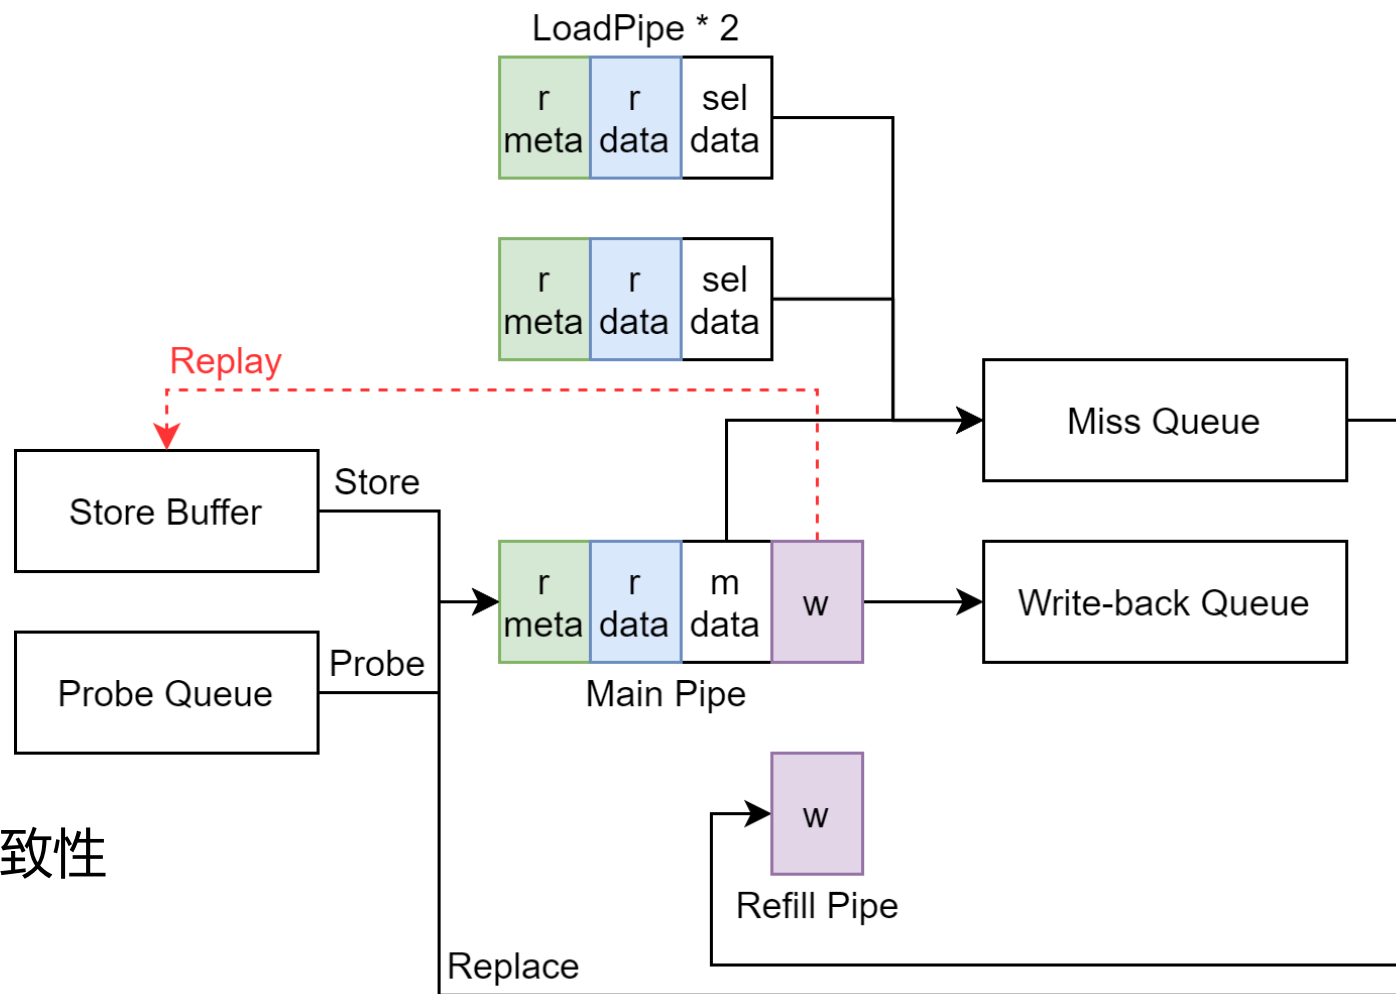 LoadPipe * 2
r meta
r data
sel data
r meta
r data
sel data
Replay
Miss Queue
Store Buffer
Store
r meta
r data
m data
w
Write-back Queue
Probe Queue
Probe
Main Pipe
w
致性
Refill Pipe
Replace